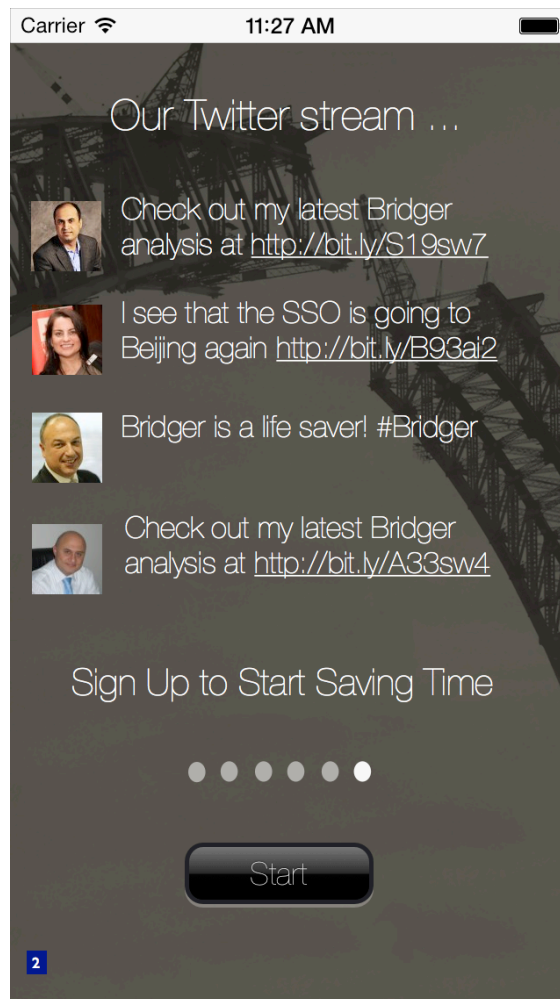 Carrier 11:27 AM
Our Twitter stream ...
Check out my latest Bridger
analysis at http://bit.ly/S19sw7
I see that the SSO is going to
Beijing again http://bit.ly/B93ai2
Bridger is a life saver! #Bridger
Check out my latest Bridger
analysis at http://bit.ly/A33sw4
Sign Up to Start Saving Time
Start
2